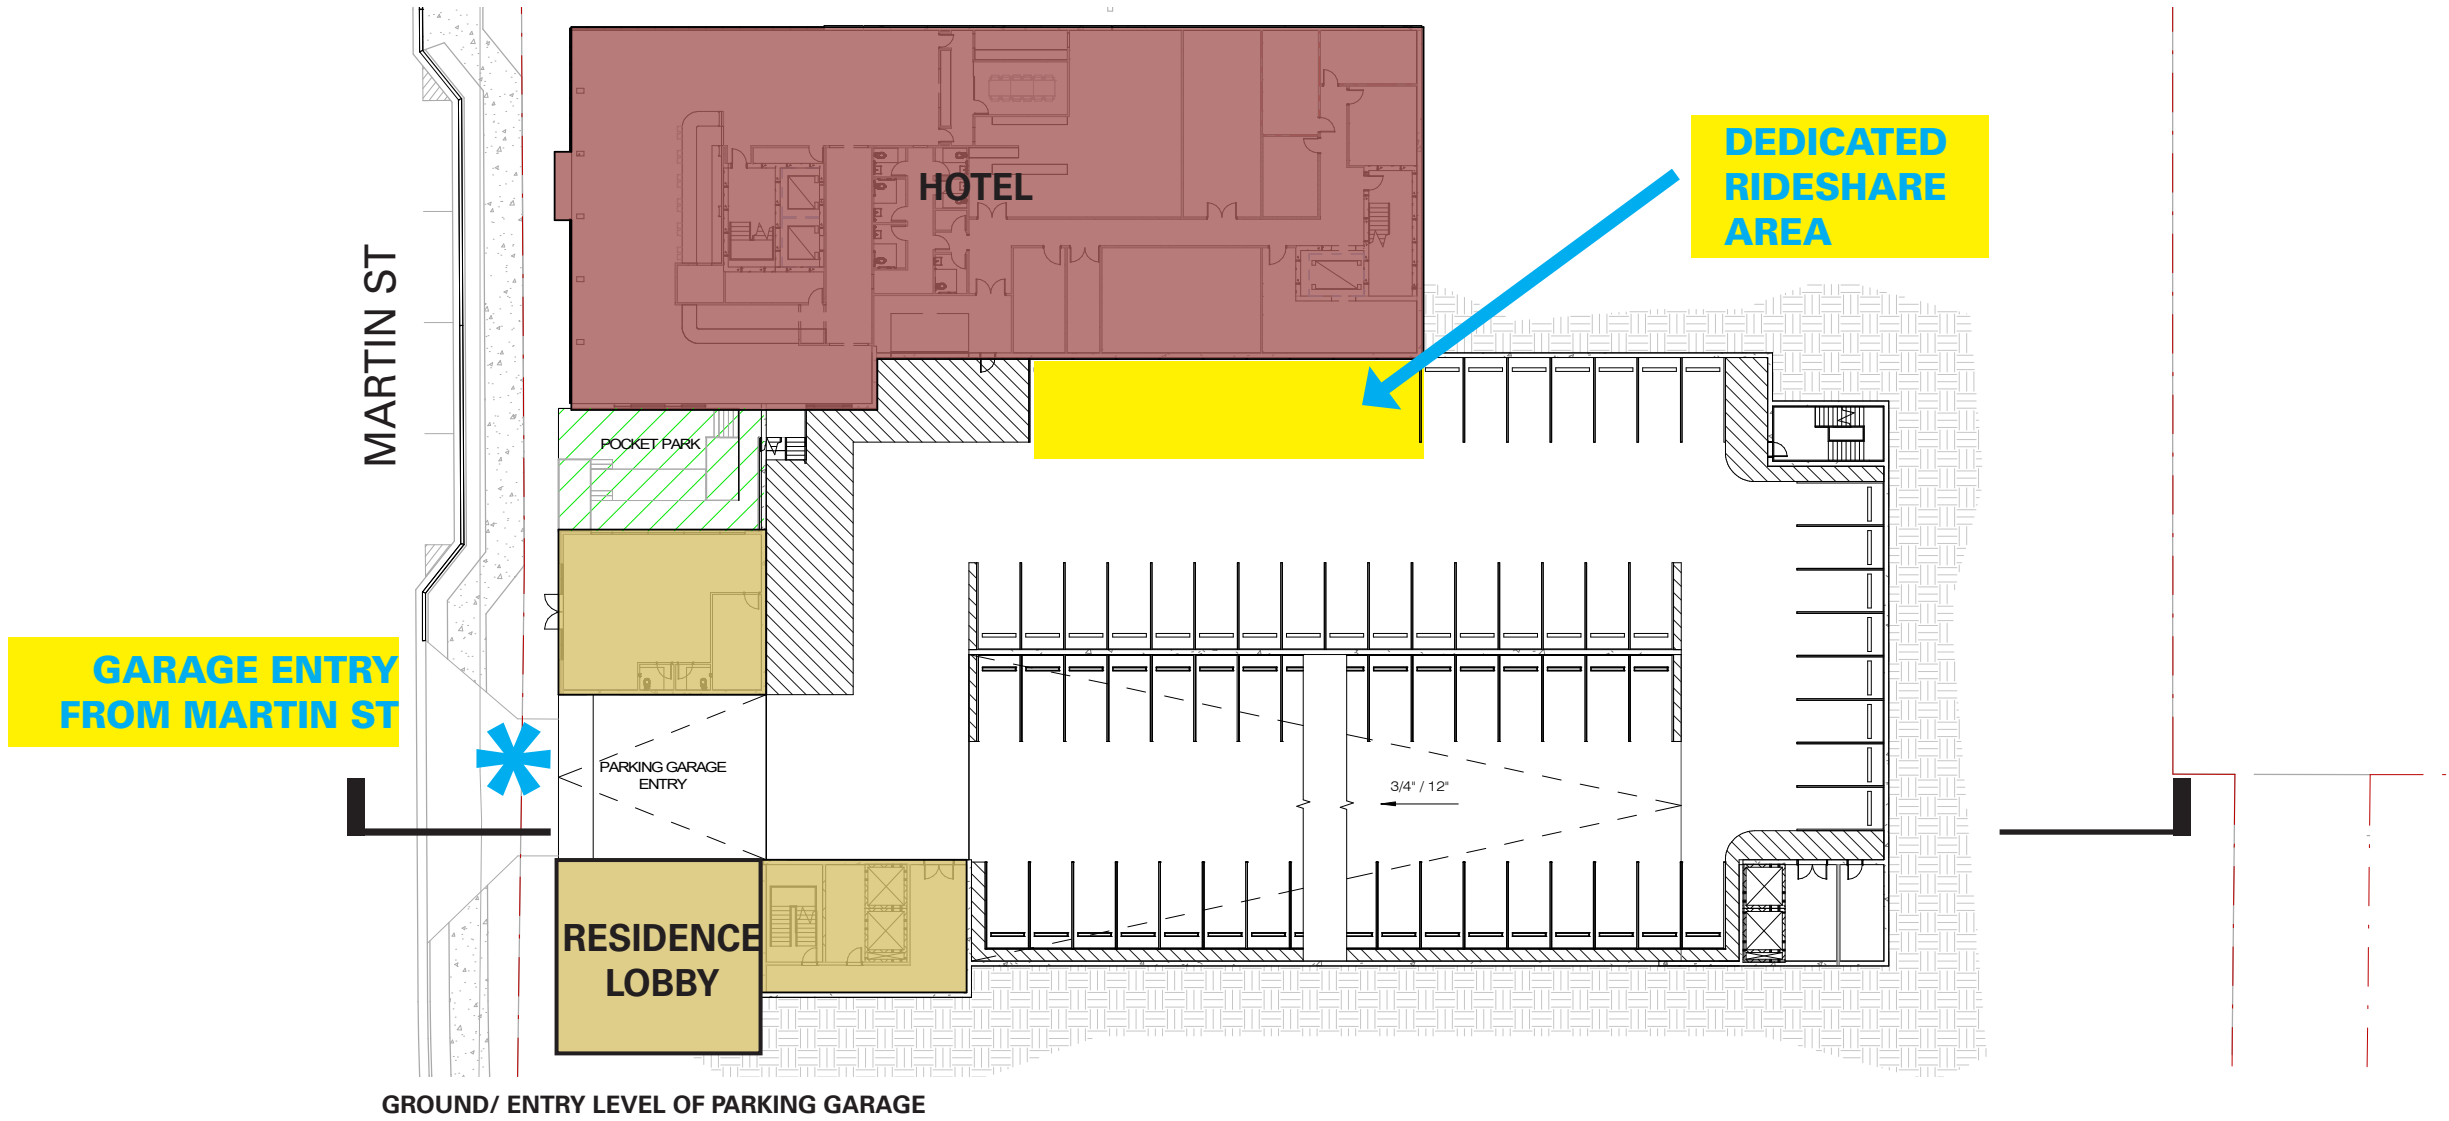 DEDICATED
RIDESHARE
AREA
HOTEL
MARTIN ST
POCKET PARK
GARAGE ENTRY
FROM MARTIN ST
PARKING GARAGE
ENTRY
3/4" / 12"
RESIDENCE
LOBBY
GROUND/ ENTRY LEVEL OF PARKING GARAGE